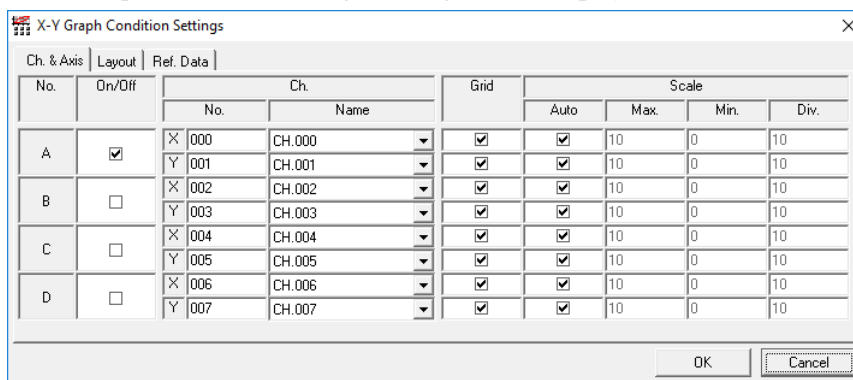 X-Y Graph Condition Settings
Ch. & Axis Layout Ref. Data
No. On/Off Ch. Grid Scale
No. Name Auto Max. Min. Div.
A X 000 CH.000 10 0 10
Y 001 CH.001 10 0 10
B X 002 CH.002 10 0 10
Y 003 CH.003 10 0 10
C X 004 CH.004 10 0 10
Y 005 CH.005 10 0 10
D X 006 CH.006 10 0 10
Y 007 CH.007 10 0 10
OK Cancel